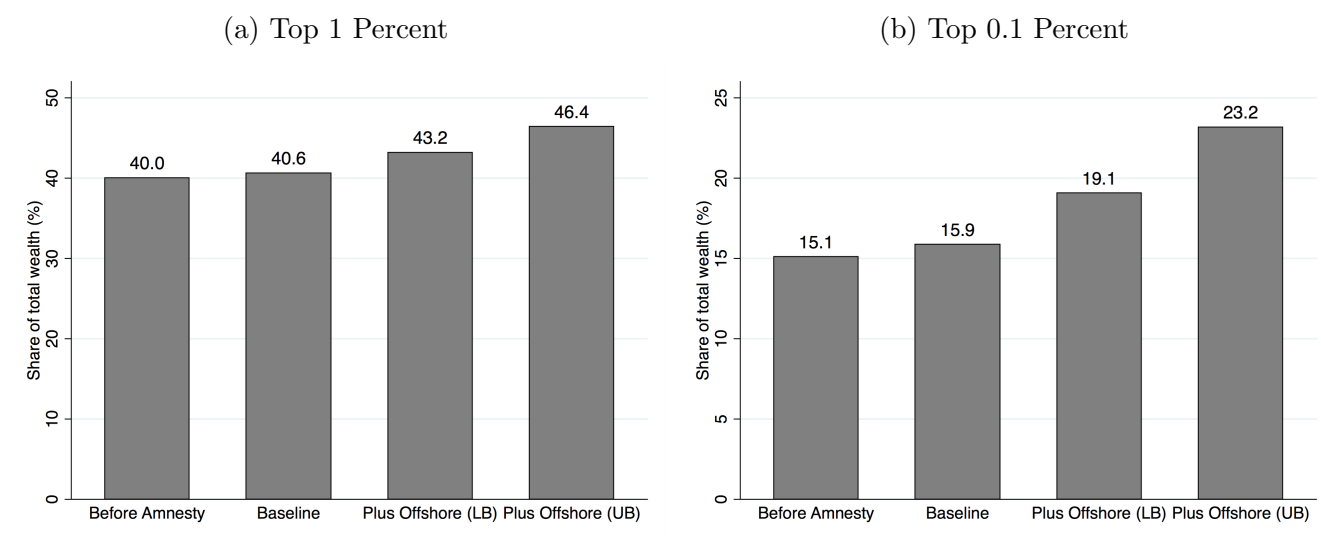 (a) Top 1 Percent
Share of total wealth (%)
50
40
30
20
10
0
40.0
40.6
43.2
46.4
Before Amnesty
Baseline
Plus Offshore (LB)
Plus Offshore (UB)
(b) Top 0.1 Percent
Share of total wealth (%)
25
20
15
10
5
0
15.1
15.9
19.1
23.2
Before Amnesty
Baseline
Plus Offshore (LB)
Plus Offshore (UB)